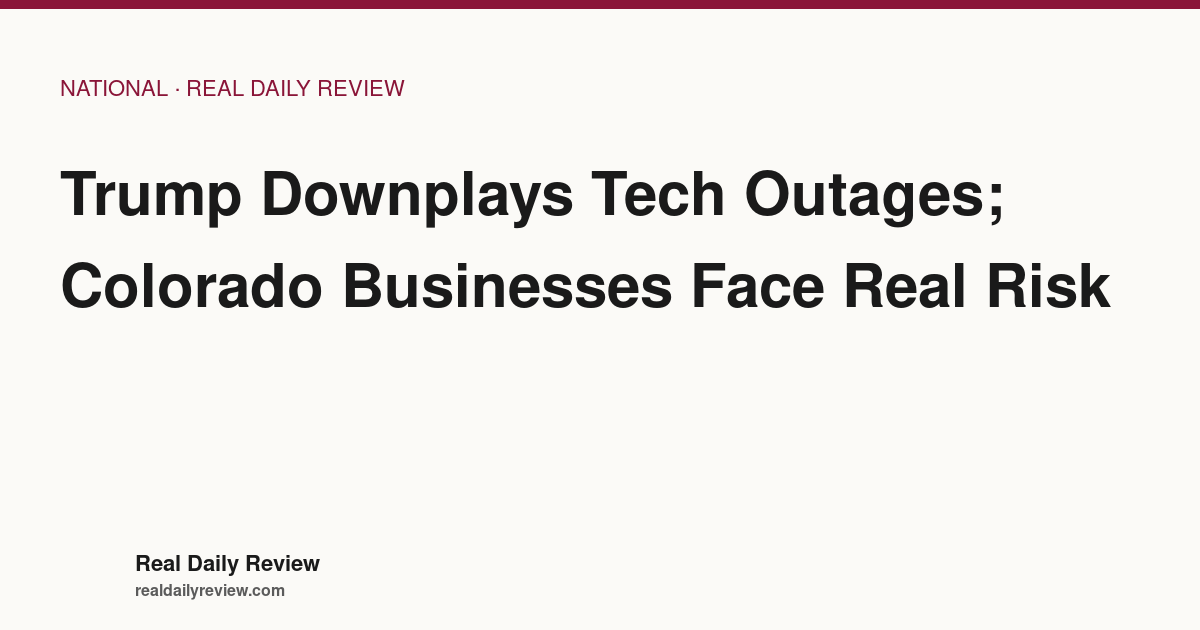 NATIONAL · REAL DAILY REVIEW
Trump Downplays Tech Outages;
Colorado Businesses Face Real Risk
Real Daily Review
realdailyreview.com